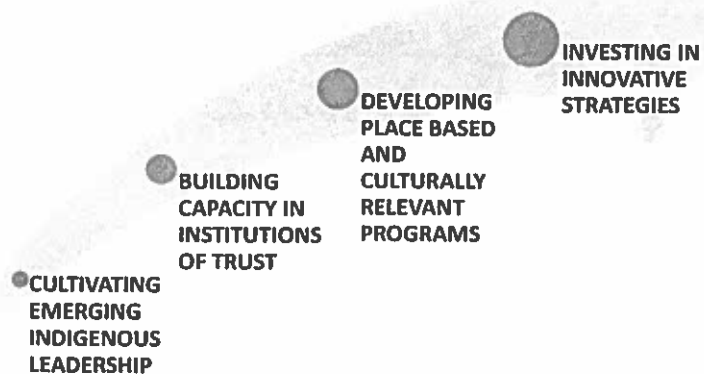 INVESTING IN
INNOVATIVE
STRATEGIES
DEVELOPING
PLACE BASED
AND
CULTURALLY
RELEVANT
PROGRAMS
BUILDING
CAPACITY IN
INSTITUTIONS
OF TRUST
CULTIVATING
EMERGING
INDIGENOUS
LEADERSHIP